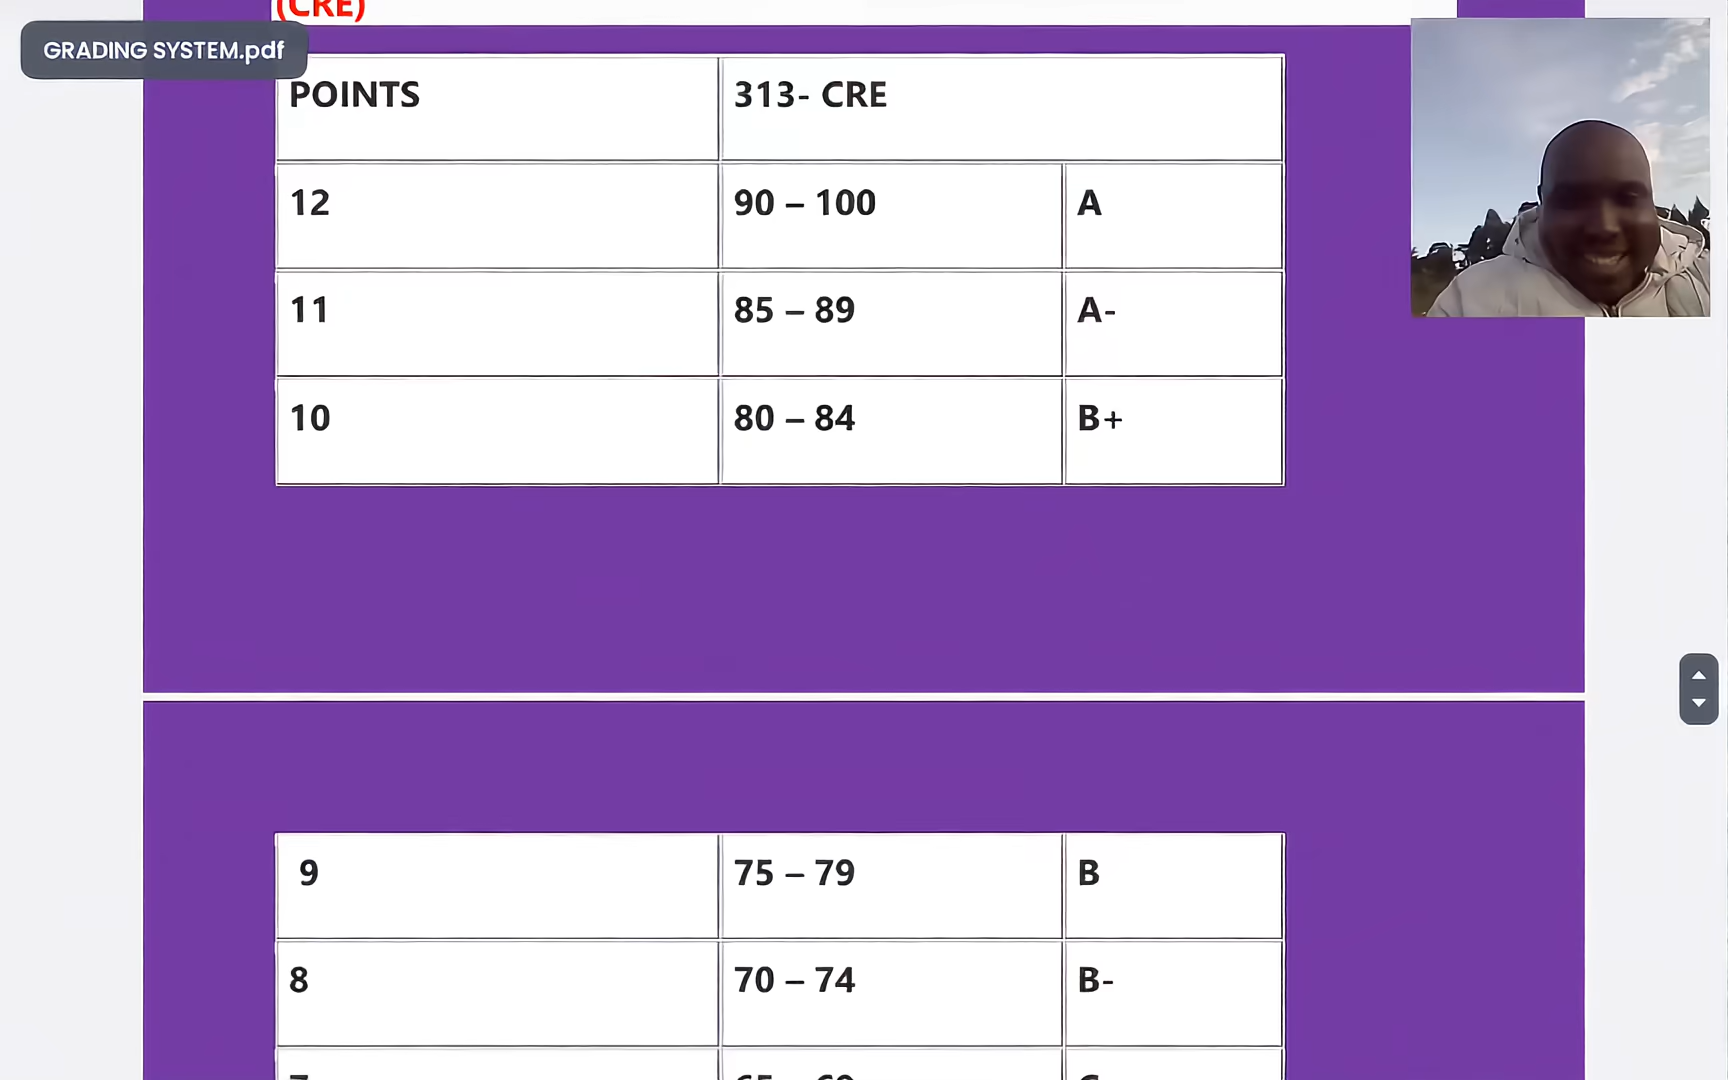 (CRE)
GRADING SYSTEM.pdf
POINTS 313- CRE
12 90 – 100 A
11 85 – 89 A-
10 80 – 84 B+
9 75 – 79 B
8 70 – 74 B-